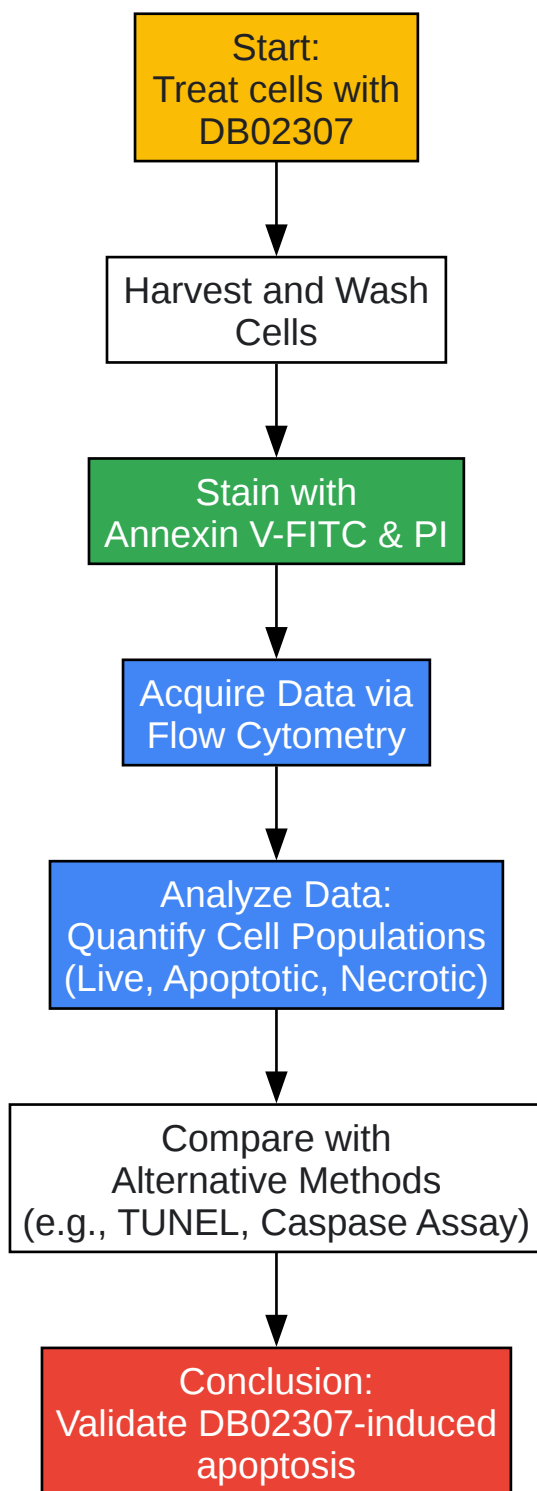 Start:
Treat cells with
DB02307
Harvest and Wash
Cells
Stain with
Annexin V-FITC & PI
Acquire Data via
Flow Cytometry
Analyze Data:
Quantify Cell Populations
(Live, Apoptotic, Necrotic)
Compare with
Alternative Methods
(e.g., TUNEL, Caspase Assay)
Conclusion:
Validate DB02307-induced
apoptosis